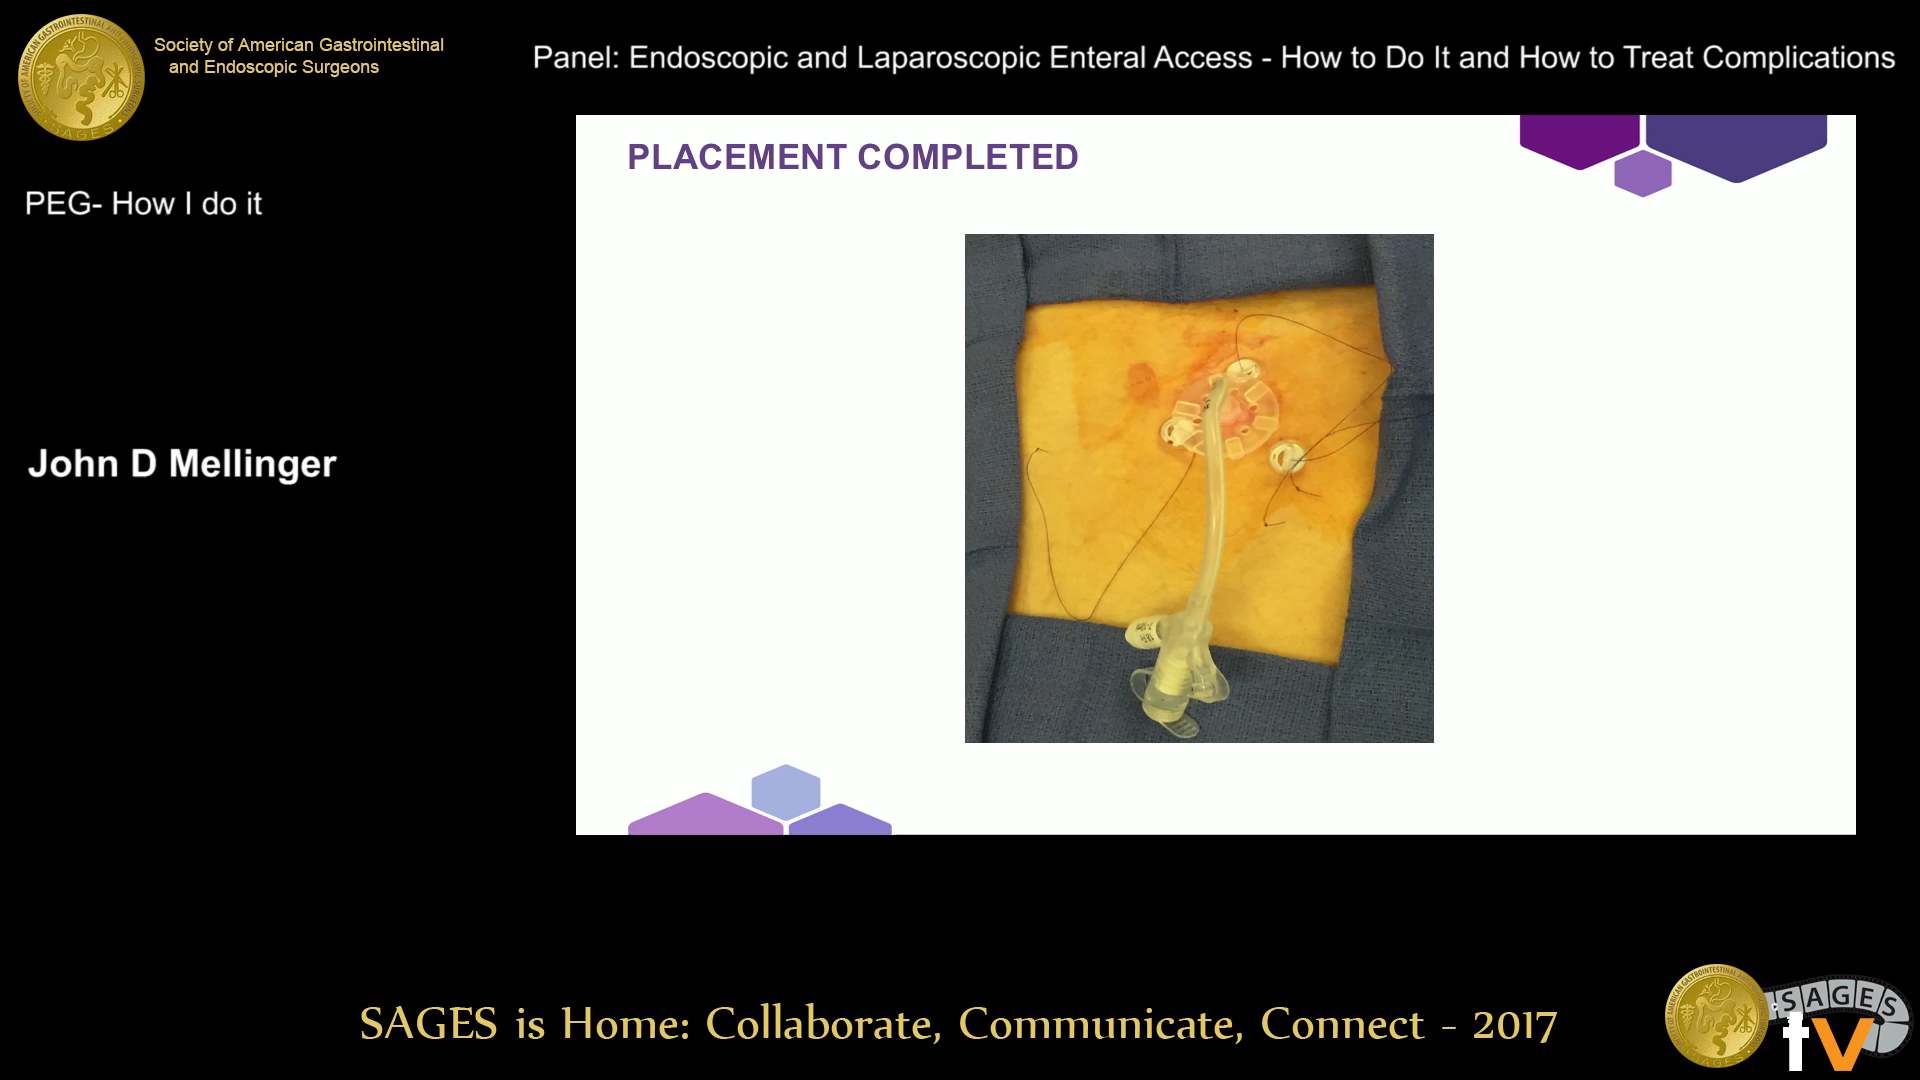 Society of American Gastrointestinal
and Endoscopic Surgeons
Panel: Endoscopic and Laparoscopic Enteral Access - How to Do It and How to Treat Complications
PLACEMENT COMPLETED
PEG- How I do it
John D Mellinger
SAGES is Home: Collaborate, Communicate, Connect - 2017
SAGES
tv
SAGES